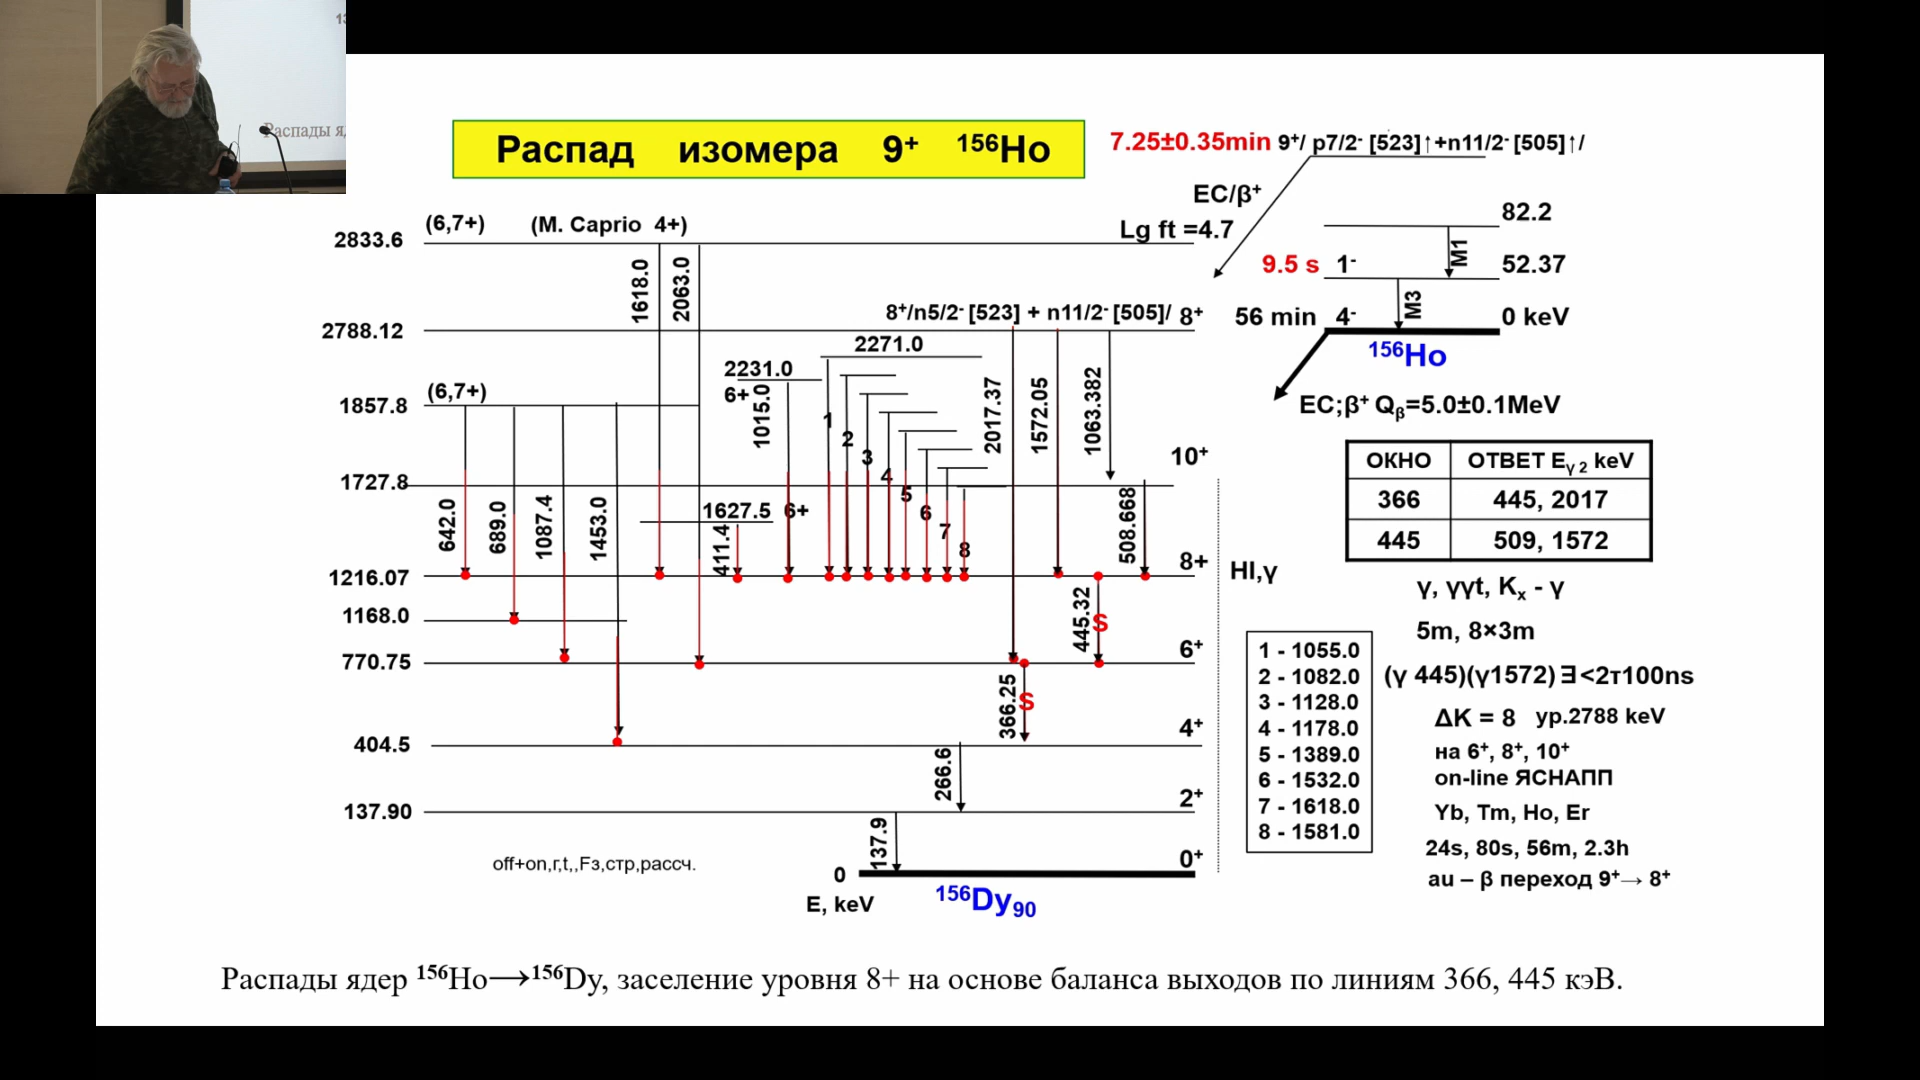 Распады я
Распад изомера 9⁺ ¹⁵⁶Ho
7.25±0.35min 9⁺/ p7/2⁻ [523]↑+n11/2⁻ [505]↑/
EC/β⁺
Lg ft =4.7
82.2
M1
9.5 s 1⁻ 52.37
M3
56 min 4⁻ 0 keV
¹⁵⁶Ho
EC;β⁺ Qᵦ=5.0±0.1MeV
2833.6 (6,7+) (M. Caprio 4+)
1618.0
2063.0
8⁺/n5/2⁻ [523] + n11/2⁻ [505]/ 8⁺
2788.12
2271.0
2231.0
6+
1015.0
1
2
3
4
5
6
7
8
2017.37
1572.05
1063.382
1857.8 (6,7+)
10⁺
1727.8
642.0
689.0
1087.4
1453.0
1627.5 6+
411.4
508.668
1216.07 8+
HI,γ
1168.0
445.32
S
770.75 6⁺
366.25
S
404.5 4⁺
266.6
137.90 2⁺
137.9
off+on,r,t,,Fз,стр,рассч.
0 0⁺
E, keV
¹⁵⁶Dy₉₀
ОКНО ОТВЕТ E_γ 2 keV
366 445, 2017
445 509, 1572
γ, γγt, Kₓ - γ
5m, 8×3m
(γ 445)(γ1572)∃<2τ100ns
ΔK = 8 ур.2788 keV
на 6⁺, 8⁺, 10⁺
on-line ЯСНАПП
Yb, Tm, Ho, Er
24s, 80s, 56m, 2.3h
au – β переход 9⁺→ 8⁺
1 - 1055.0
2 - 1082.0
3 - 1128.0
4 - 1178.0
5 - 1389.0
6 - 1532.0
7 - 1618.0
8 - 1581.0
Распады ядер ¹⁵⁶Ho⟶¹⁵⁶Dy, заселение уровня 8+ на основе баланса выходов по линиям 366, 445 кэВ.